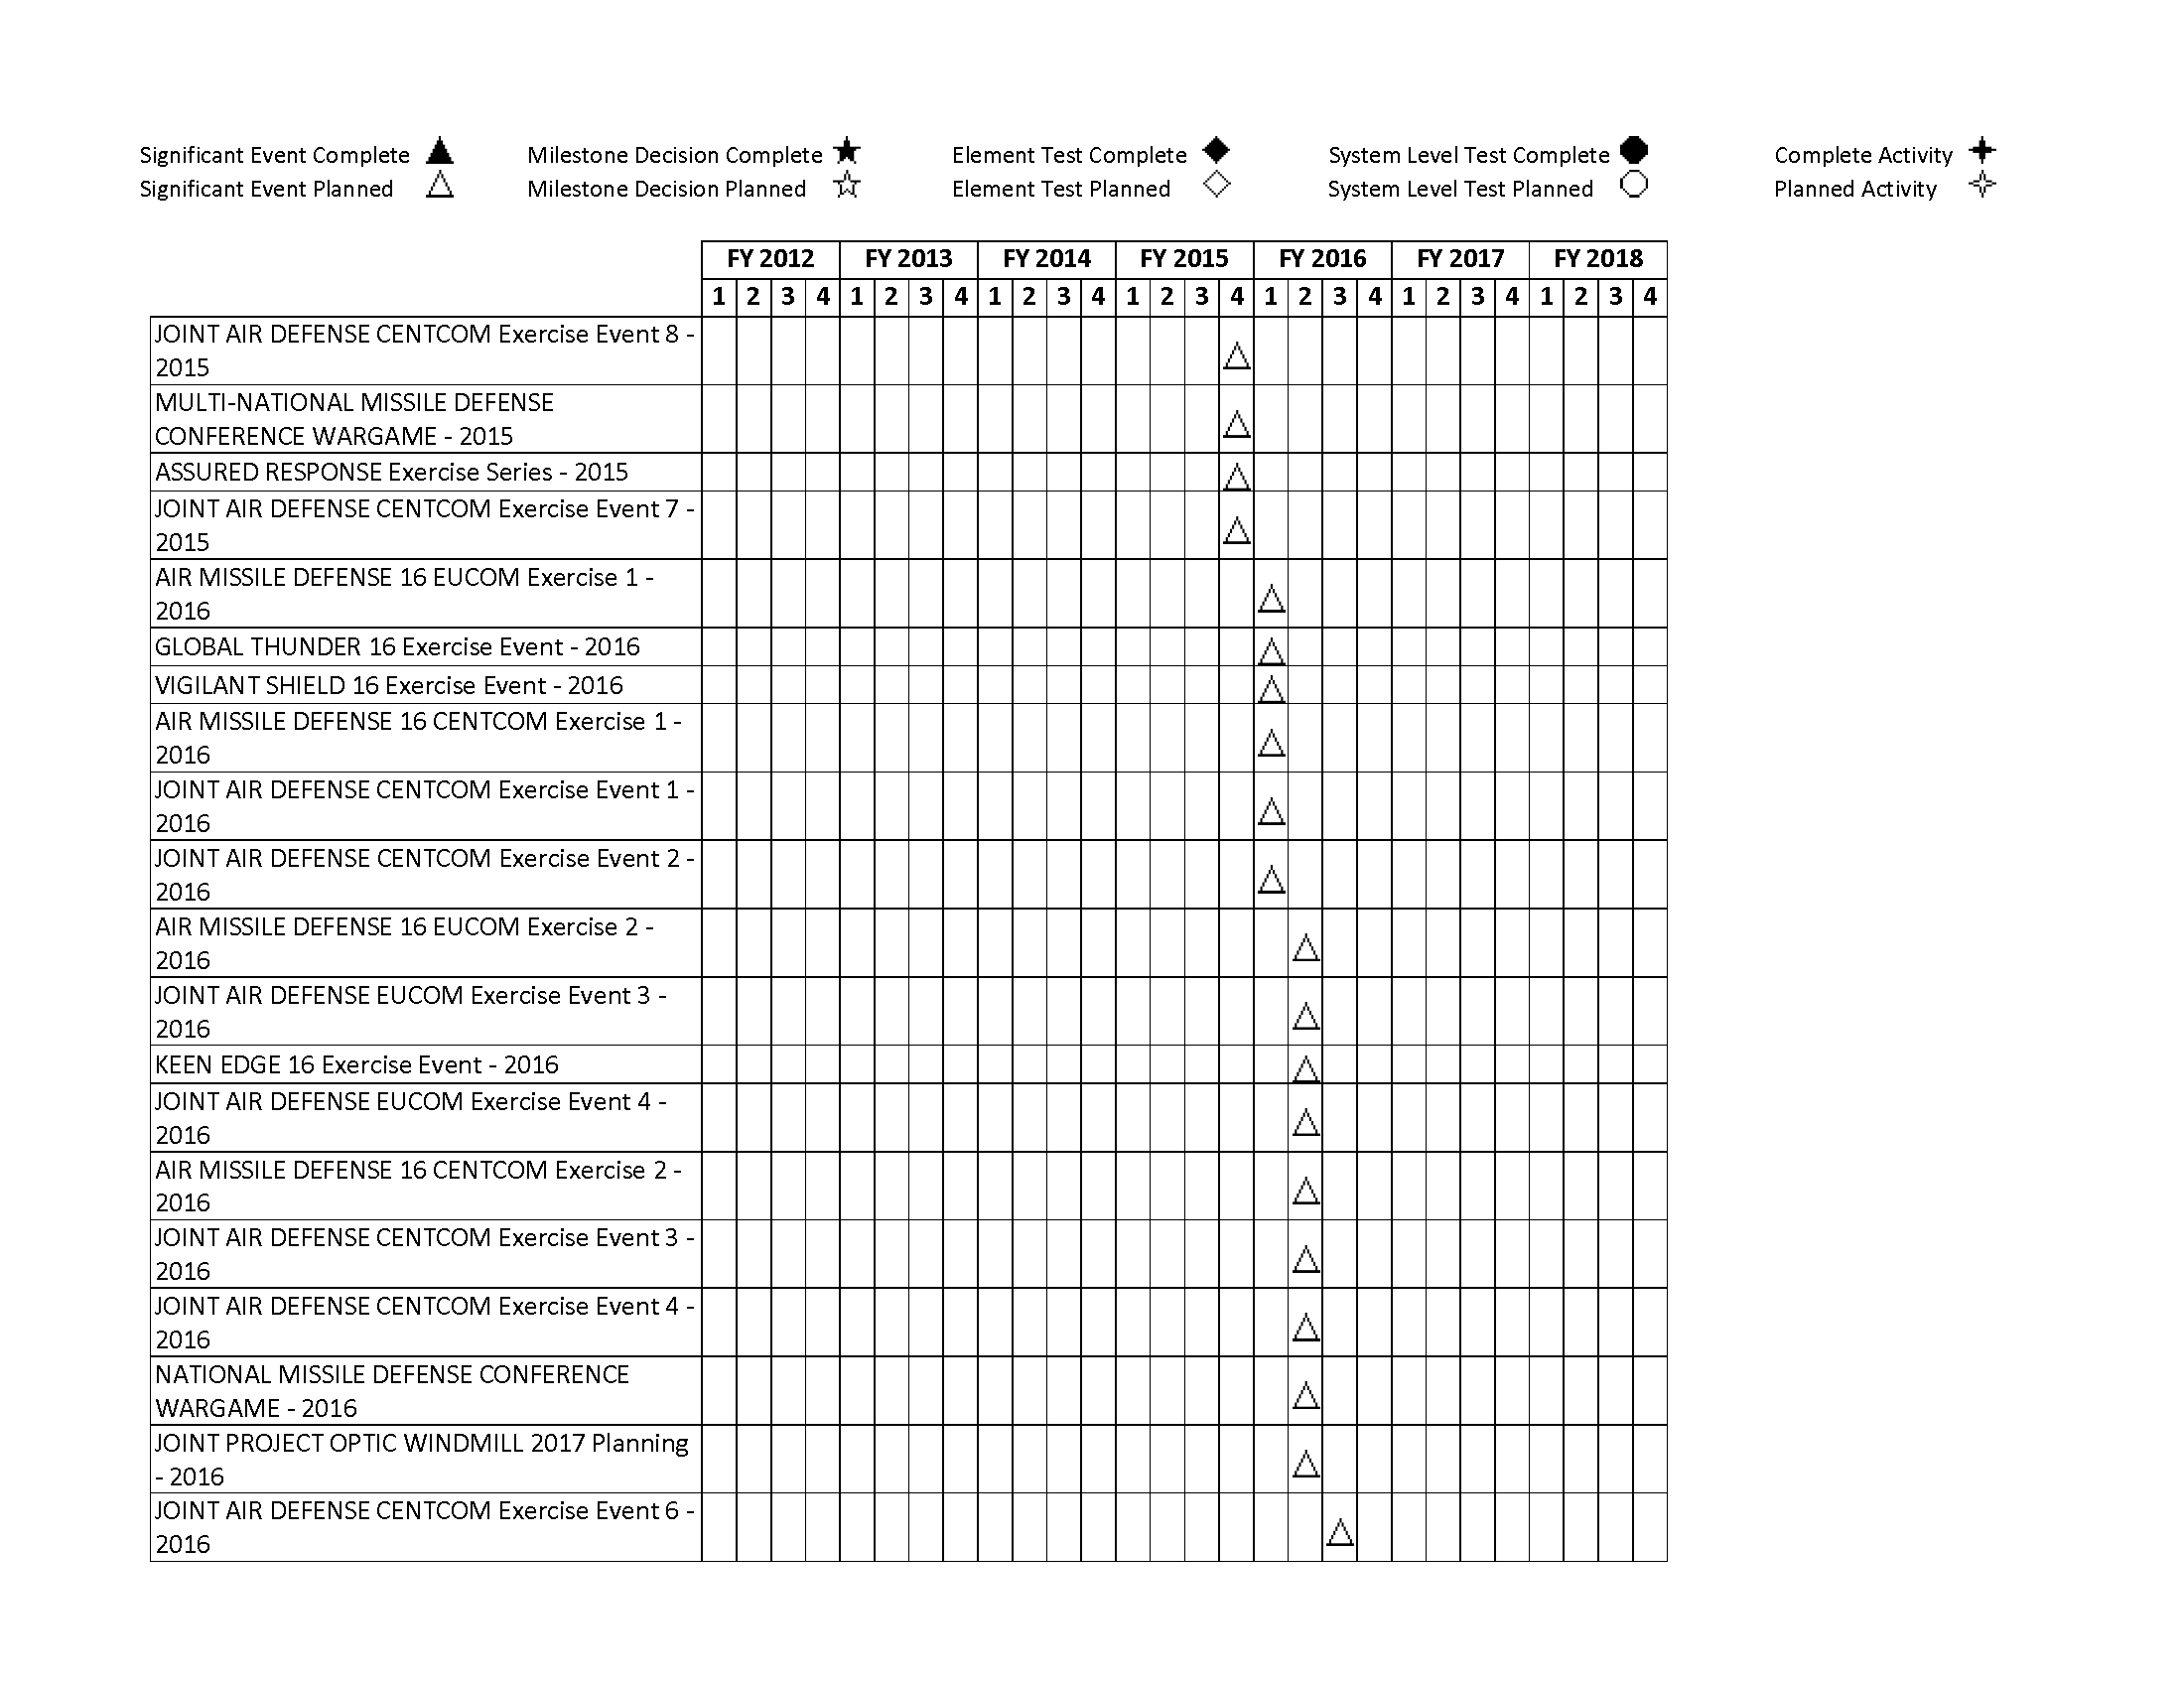 Significant Event Complete Milestone Decision Complete Element Test Complete System Level Test Complete Complete Activity
Significant Event Planned Milestone Decision Planned Element Test Planned System Level Test Planned Planned Activity
FY 2012 FY 2013 FY 2014 FY 2015 FY 2016 FY 2017 FY 2018
1 2 3 4 1 2 3 4 1 2 3 4 1 2 3 4 1 2 3 4 1 2 3 4 1 2 3 4
JOINT AIR DEFENSE CENTCOM Exercise Event 8 -
2015
MULTI-NATIONAL MISSILE DEFENSE
CONFERENCE WARGAME - 2015
ASSURED RESPONSE Exercise Series - 2015
JOINT AIR DEFENSE CENTCOM Exercise Event 7 -
2015
AIR MISSILE DEFENSE 16 EUCOM Exercise 1 -
2016
GLOBAL THUNDER 16 Exercise Event - 2016
VIGILANT SHIELD 16 Exercise Event - 2016
AIR MISSILE DEFENSE 16 CENTCOM Exercise 1 -
2016
JOINT AIR DEFENSE CENTCOM Exercise Event 1 -
2016
JOINT AIR DEFENSE CENTCOM Exercise Event 2 -
2016
AIR MISSILE DEFENSE 16 EUCOM Exercise 2 -
2016
JOINT AIR DEFENSE EUCOM Exercise Event 3 -
2016
KEEN EDGE 16 Exercise Event - 2016
JOINT AIR DEFENSE EUCOM Exercise Event 4 -
2016
AIR MISSILE DEFENSE 16 CENTCOM Exercise 2 -
2016
JOINT AIR DEFENSE CENTCOM Exercise Event 3 -
2016
JOINT AIR DEFENSE CENTCOM Exercise Event 4 -
2016
NATIONAL MISSILE DEFENSE CONFERENCE
WARGAME - 2016
JOINT PROJECT OPTIC WINDMILL 2017 Planning
- 2016
JOINT AIR DEFENSE CENTCOM Exercise Event 6 -
2016